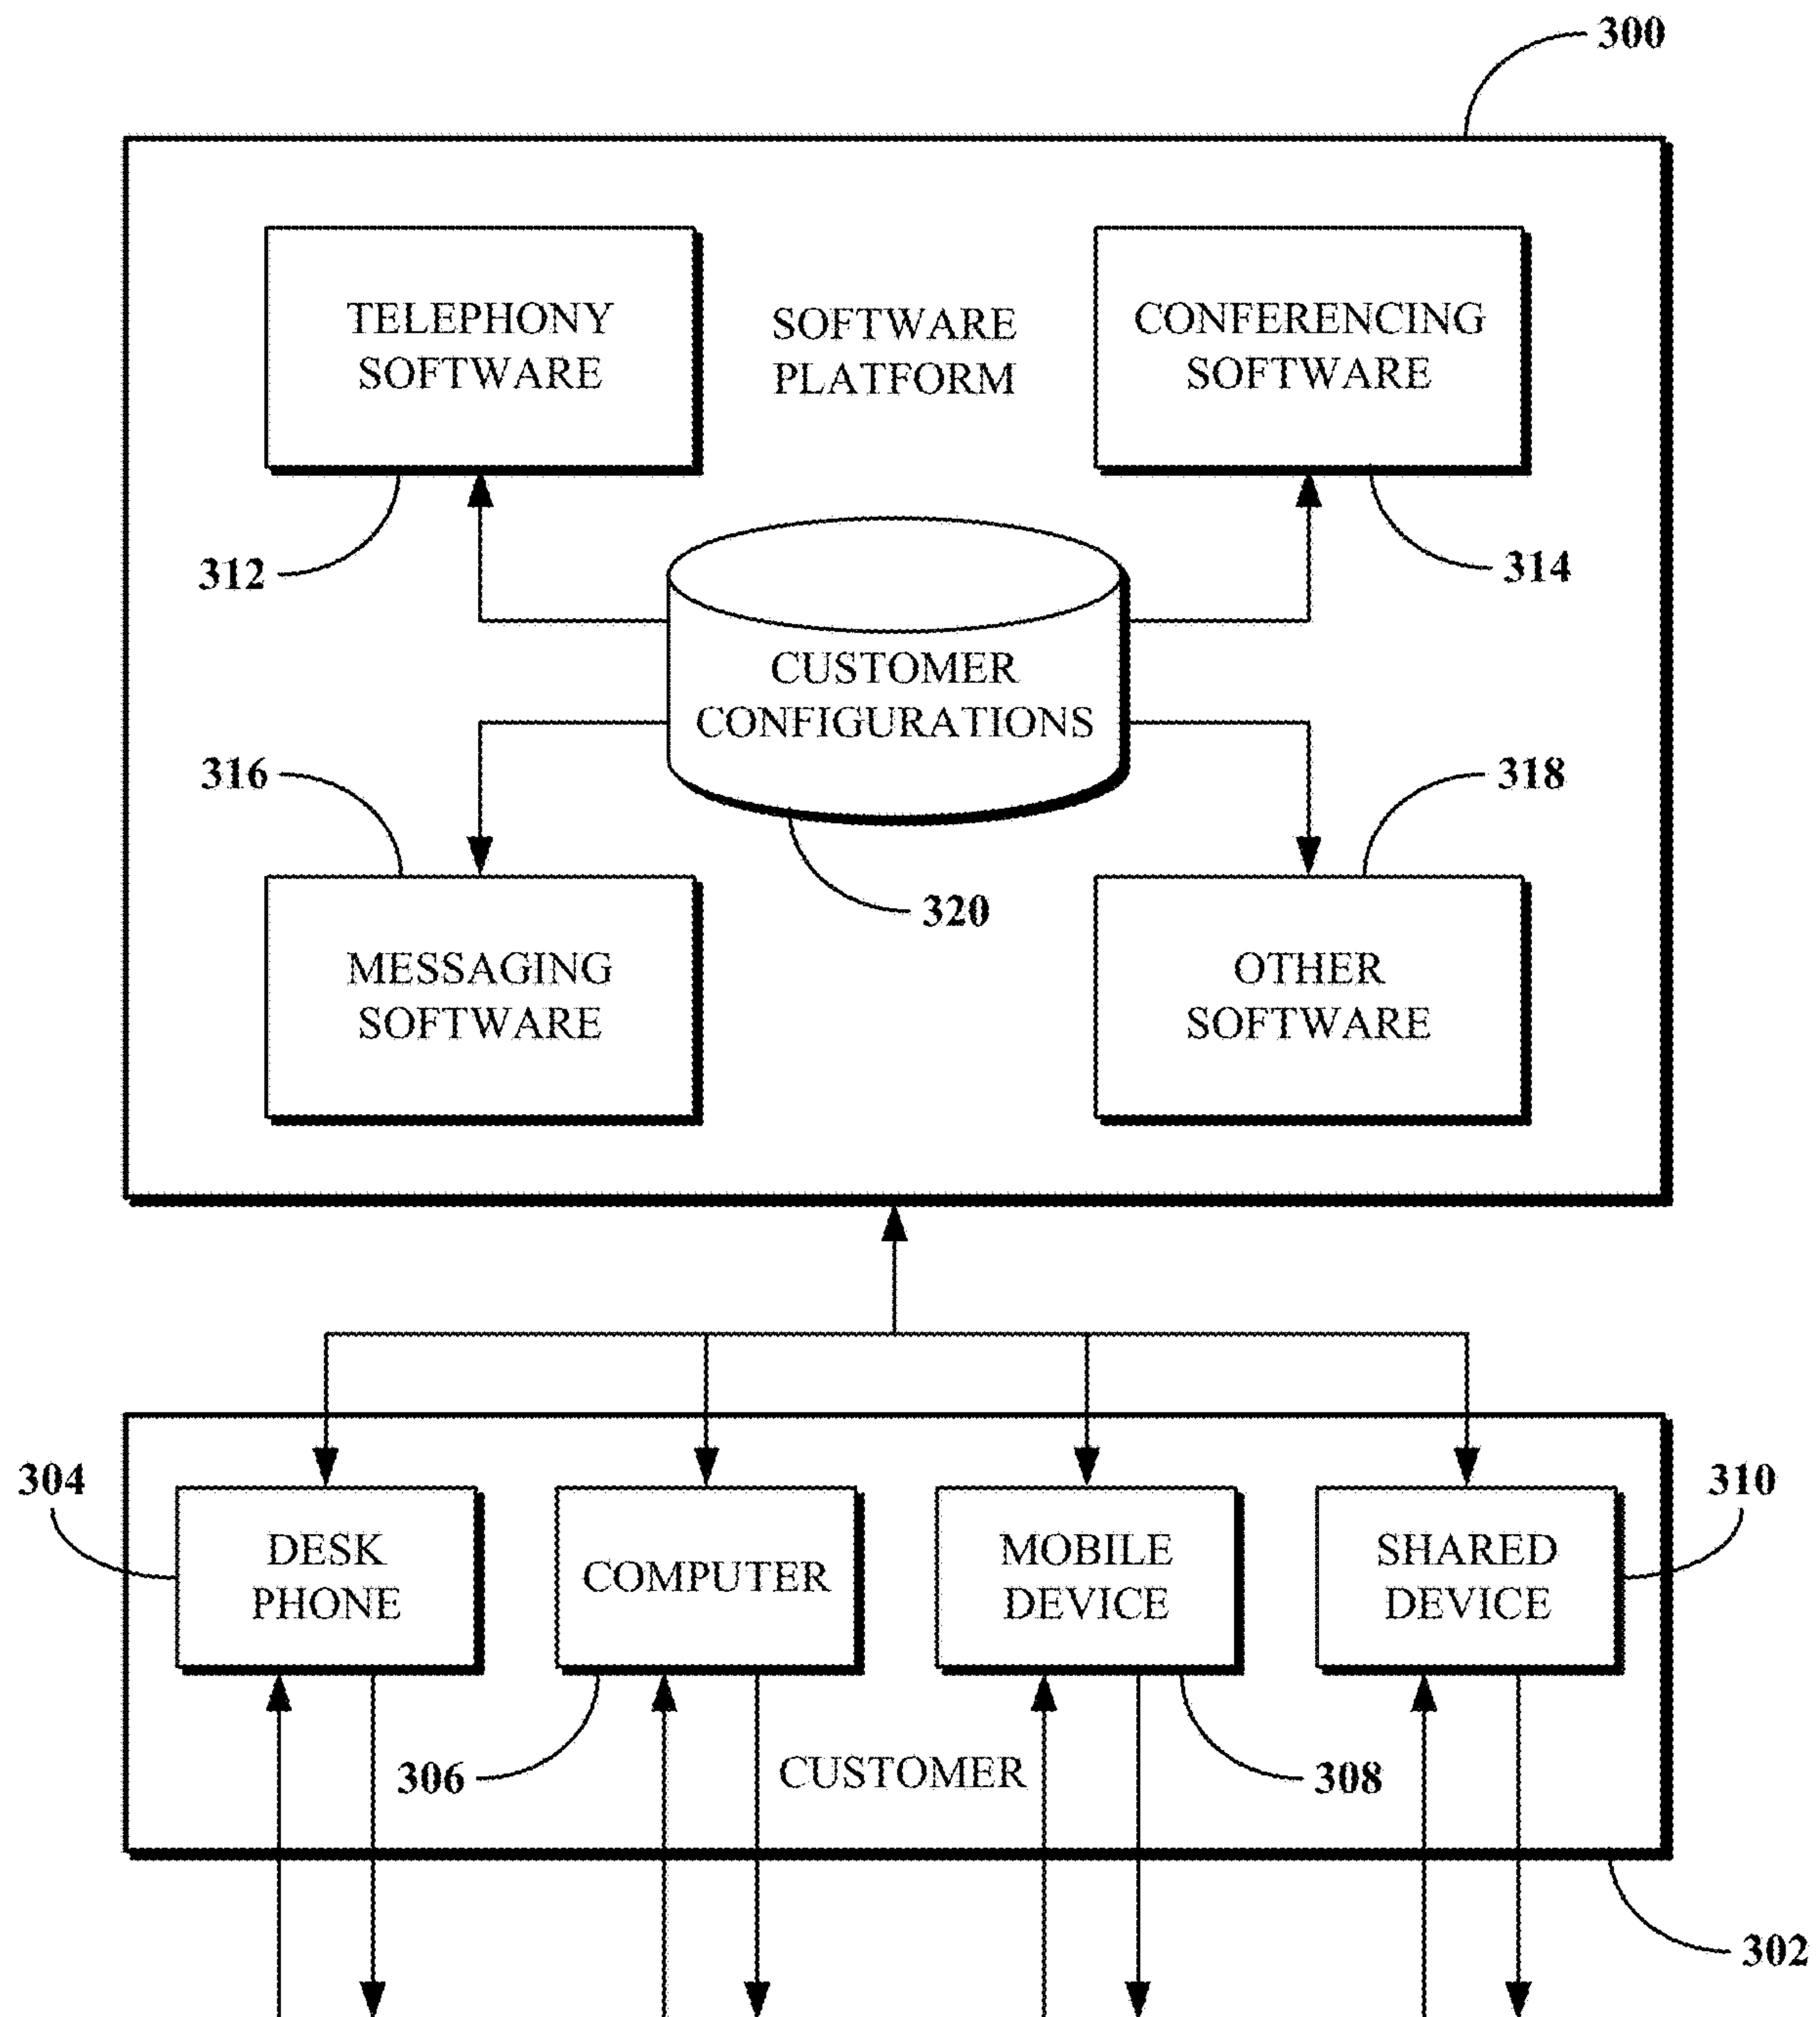 300
TELEPHONY
SOFTWARE
SOFTWARE
PLATFORM
CONFERENCING
SOFTWARE
312
314
CUSTOMER
CONFIGURATIONS
316
318
320
MESSAGING
SOFTWARE
OTHER
SOFTWARE
304
310
DESK
PHONE
COMPUTER
MOBILE
DEVICE
SHARED
DEVICE
306
CUSTOMER
308
302